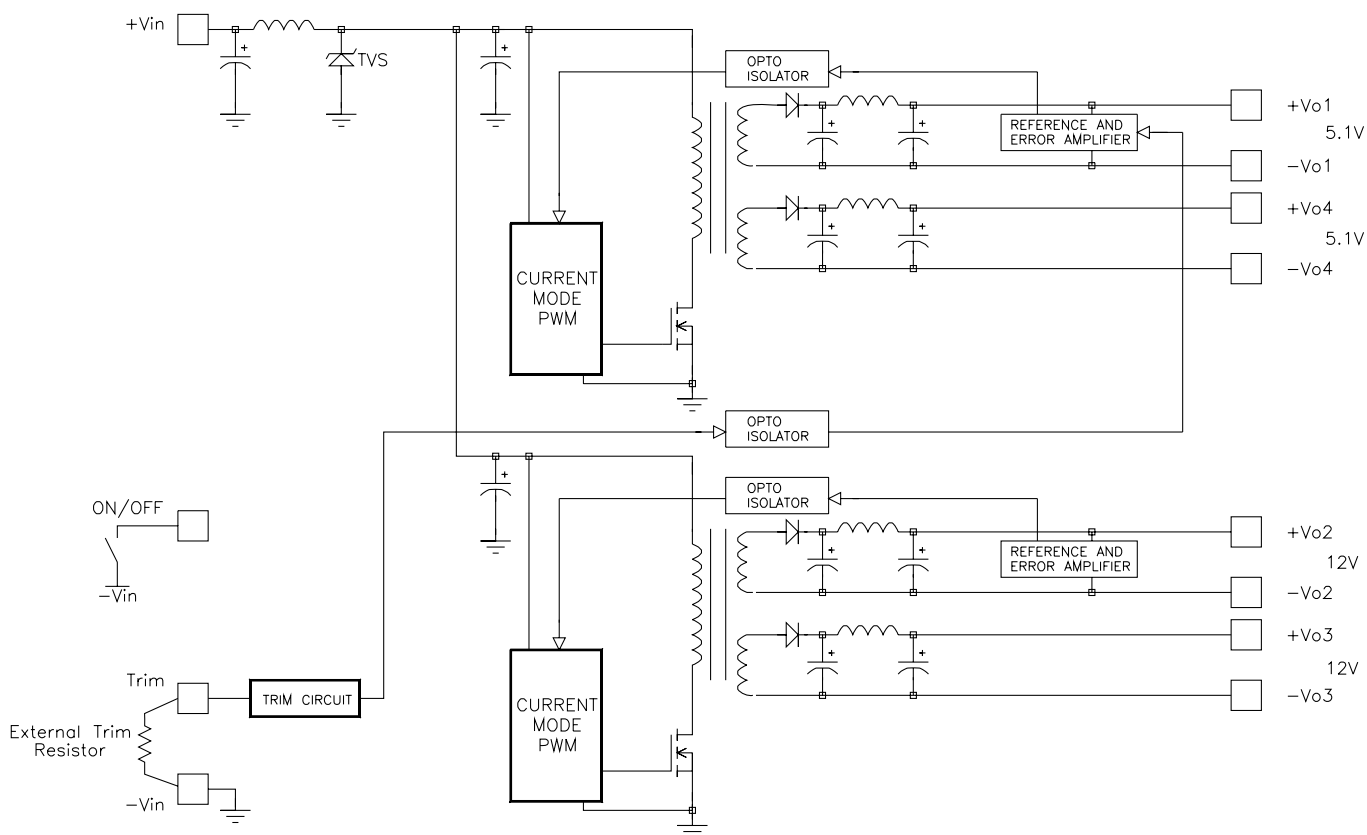 +Vin
+
TVS
+
OPTO
ISOLATOR
+
+
REFERENCE AND
ERROR AMPLIFIER
+Vo1
5.1V
-Vo1
+Vo4
+
+
5.1V
-Vo4
CURRENT
MODE
PWM
OPTO
ISOLATOR
+
OPTO
ISOLATOR
ON/OFF
-Vin
+
+
REFERENCE AND
ERROR AMPLIFIER
+Vo2
12V
-Vo2
+Vo3
+
+
12V
-Vo3
Trim
TRIM CIRCUIT
CURRENT
MODE
PWM
External Trim
Resistor
-Vin